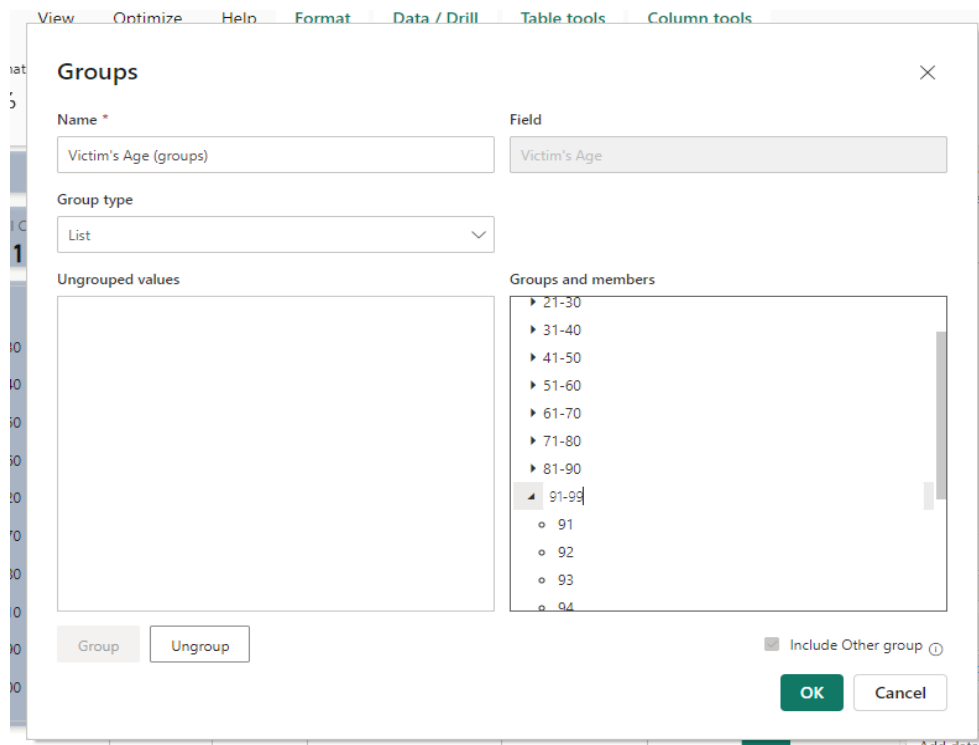 View Optimize Help Format Data / Drill Table tools Column tools
Groups
Name * Field
Victim's Age (groups) Victim's Age
Group type
List
Ungrouped values Groups and members
21-30
31-40
41-50
51-60
61-70
71-80
81-90
91-99
91
92
93
94
Group Ungroup Include Other group
OK Cancel